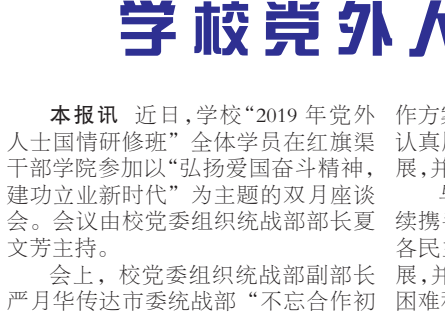 学校党外人
本报讯 近日，学校“2019 年党外
人士国情研修班”全体学员在红旗渠
干部学院参加以“弘扬爱国奋斗精神，
建功立业新时代”为主题的双月座谈
会。会议由校党委组织统战部部长夏
文芳主持。
会上，校党委组织统战部副部长
严月华传达市委统战部“不忘合作初
作方案
认真
展，并
续携
各民主
展，并
困难